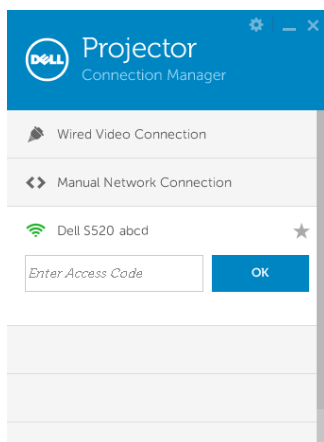 DELL
Projector
Connection Manager
Wired Video Connection
Manual Network Connection
Dell S520 abcd
Enter Access Code
OK